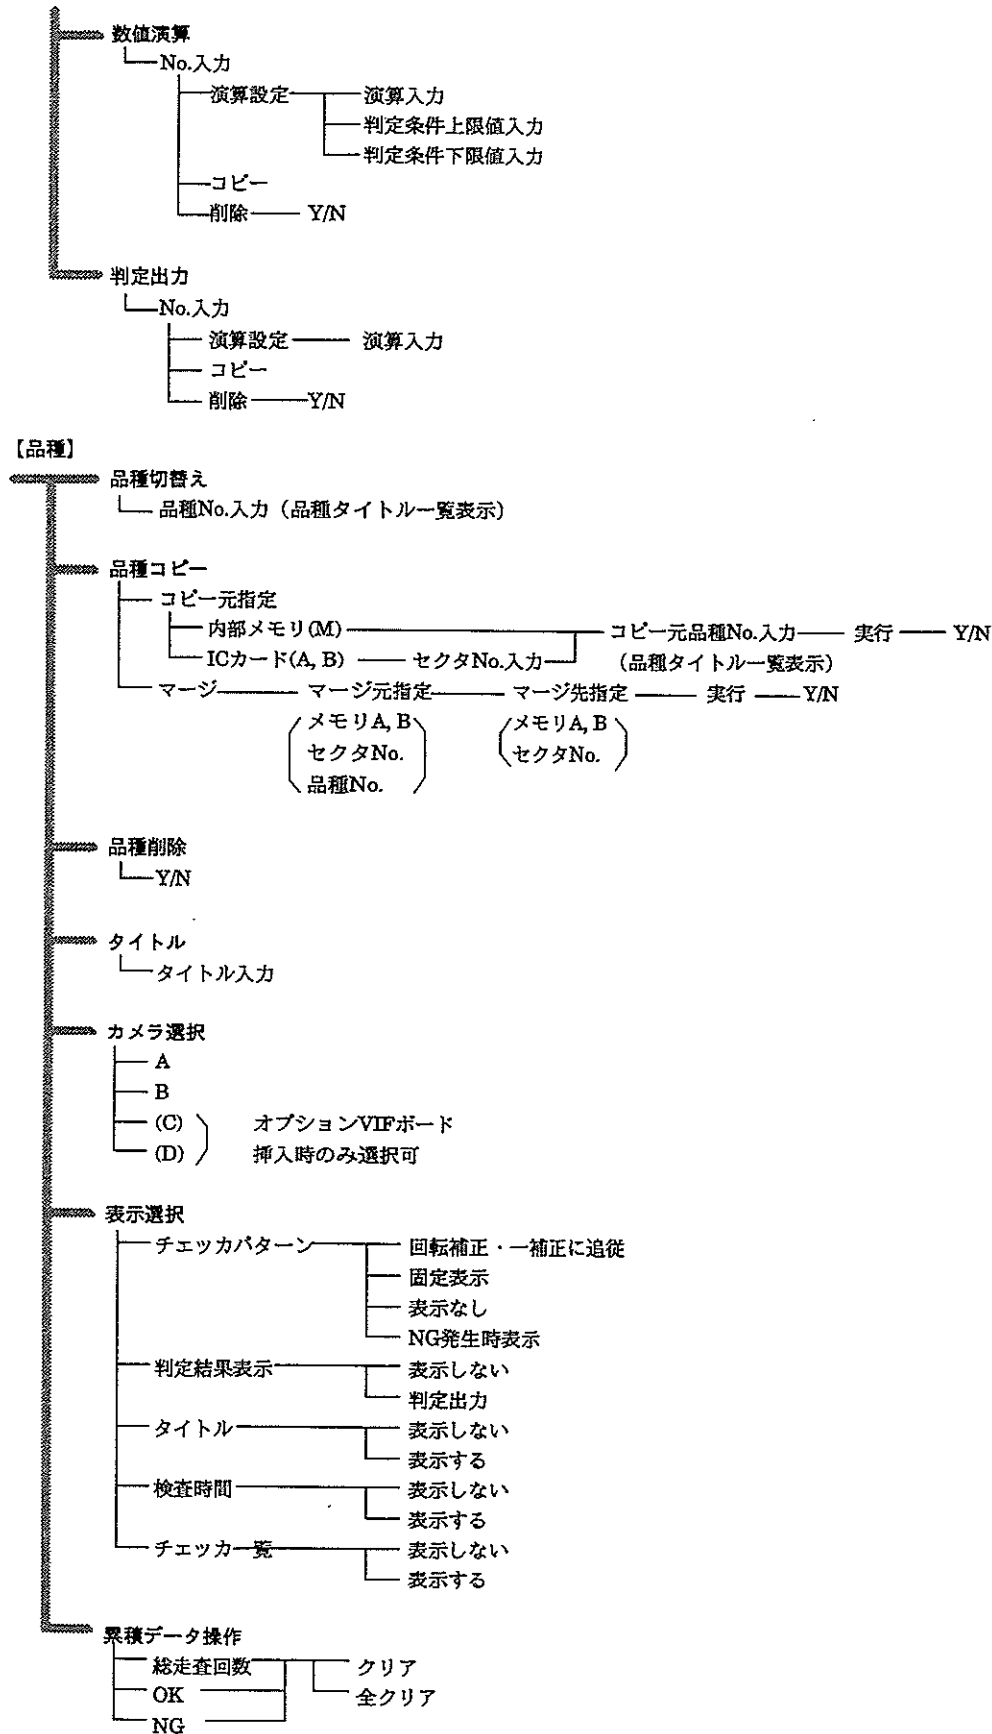 数値演算
No.入力
演算設定 演算入力
判定条件上限値入力
判定条件下限値入力
コピー
削除 Y/N
判定出力
No.入力
演算設定 演算入力
コピー
削除 Y/N
【品種】
品種切替え
品種No.入力（品種タイトル一覧表示）
品種コピー
コピー元指定
内部メモリ(M) コピー元品種No.入力 実行 Y/N
ICカード(A, B) セクタNo.入力 （品種タイトル一覧表示）
マージ マージ元指定 マージ先指定 実行 Y/N
メモリA, B メモリA, B
セクタNo. セクタNo.
品種No.
品種削除
Y/N
タイトル
タイトル入力
カメラ選択
A
B
(C) オプションVIFボード
(D) 挿入時のみ選択可
表示選択
チェッカパターン 回転補正・一補正に追従
固定表示
表示なし
NG発生時表示
判定結果表示 表示しない
判定出力
タイトル 表示しない
表示する
検査時間 表示しない
表示する
チェッカ一覧 表示しない
表示する
累積データ操作
総走査回数 クリア
OK 全クリア
NG